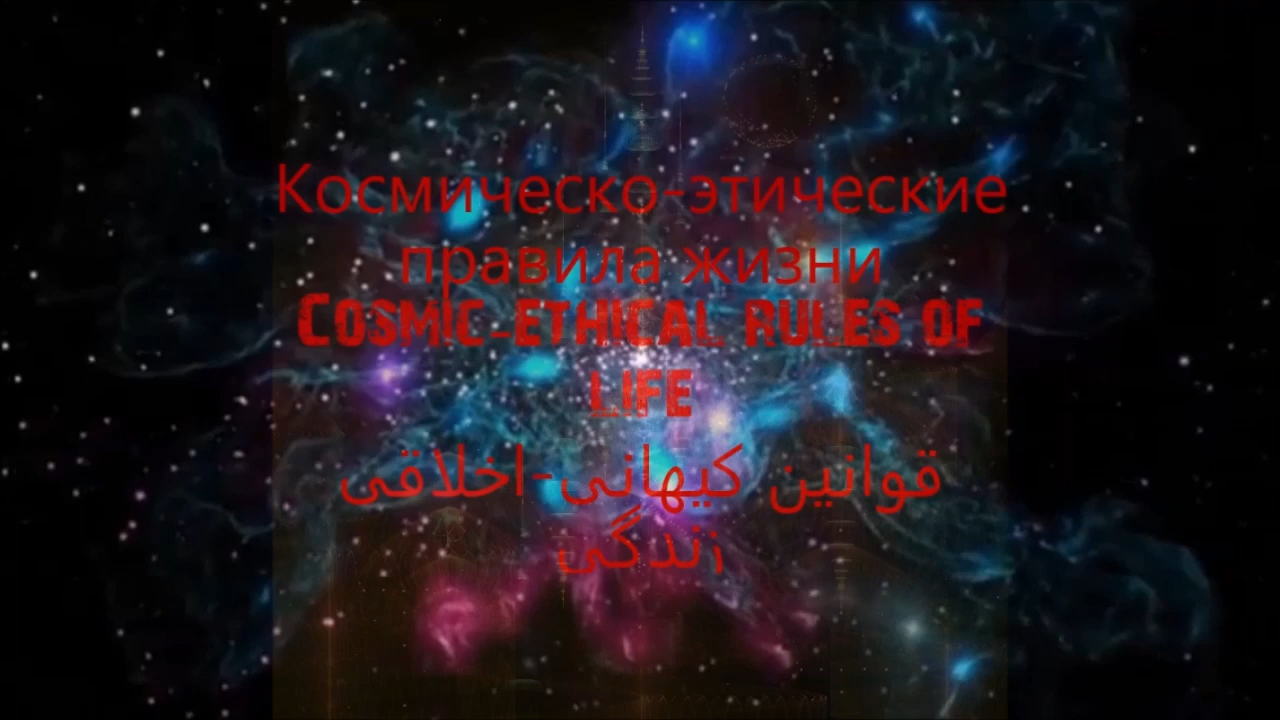 Космическо-этические
правила жизни
Cosmic-ethical rules of
life
قوانین کیهانی-اخلاقی
زندگی